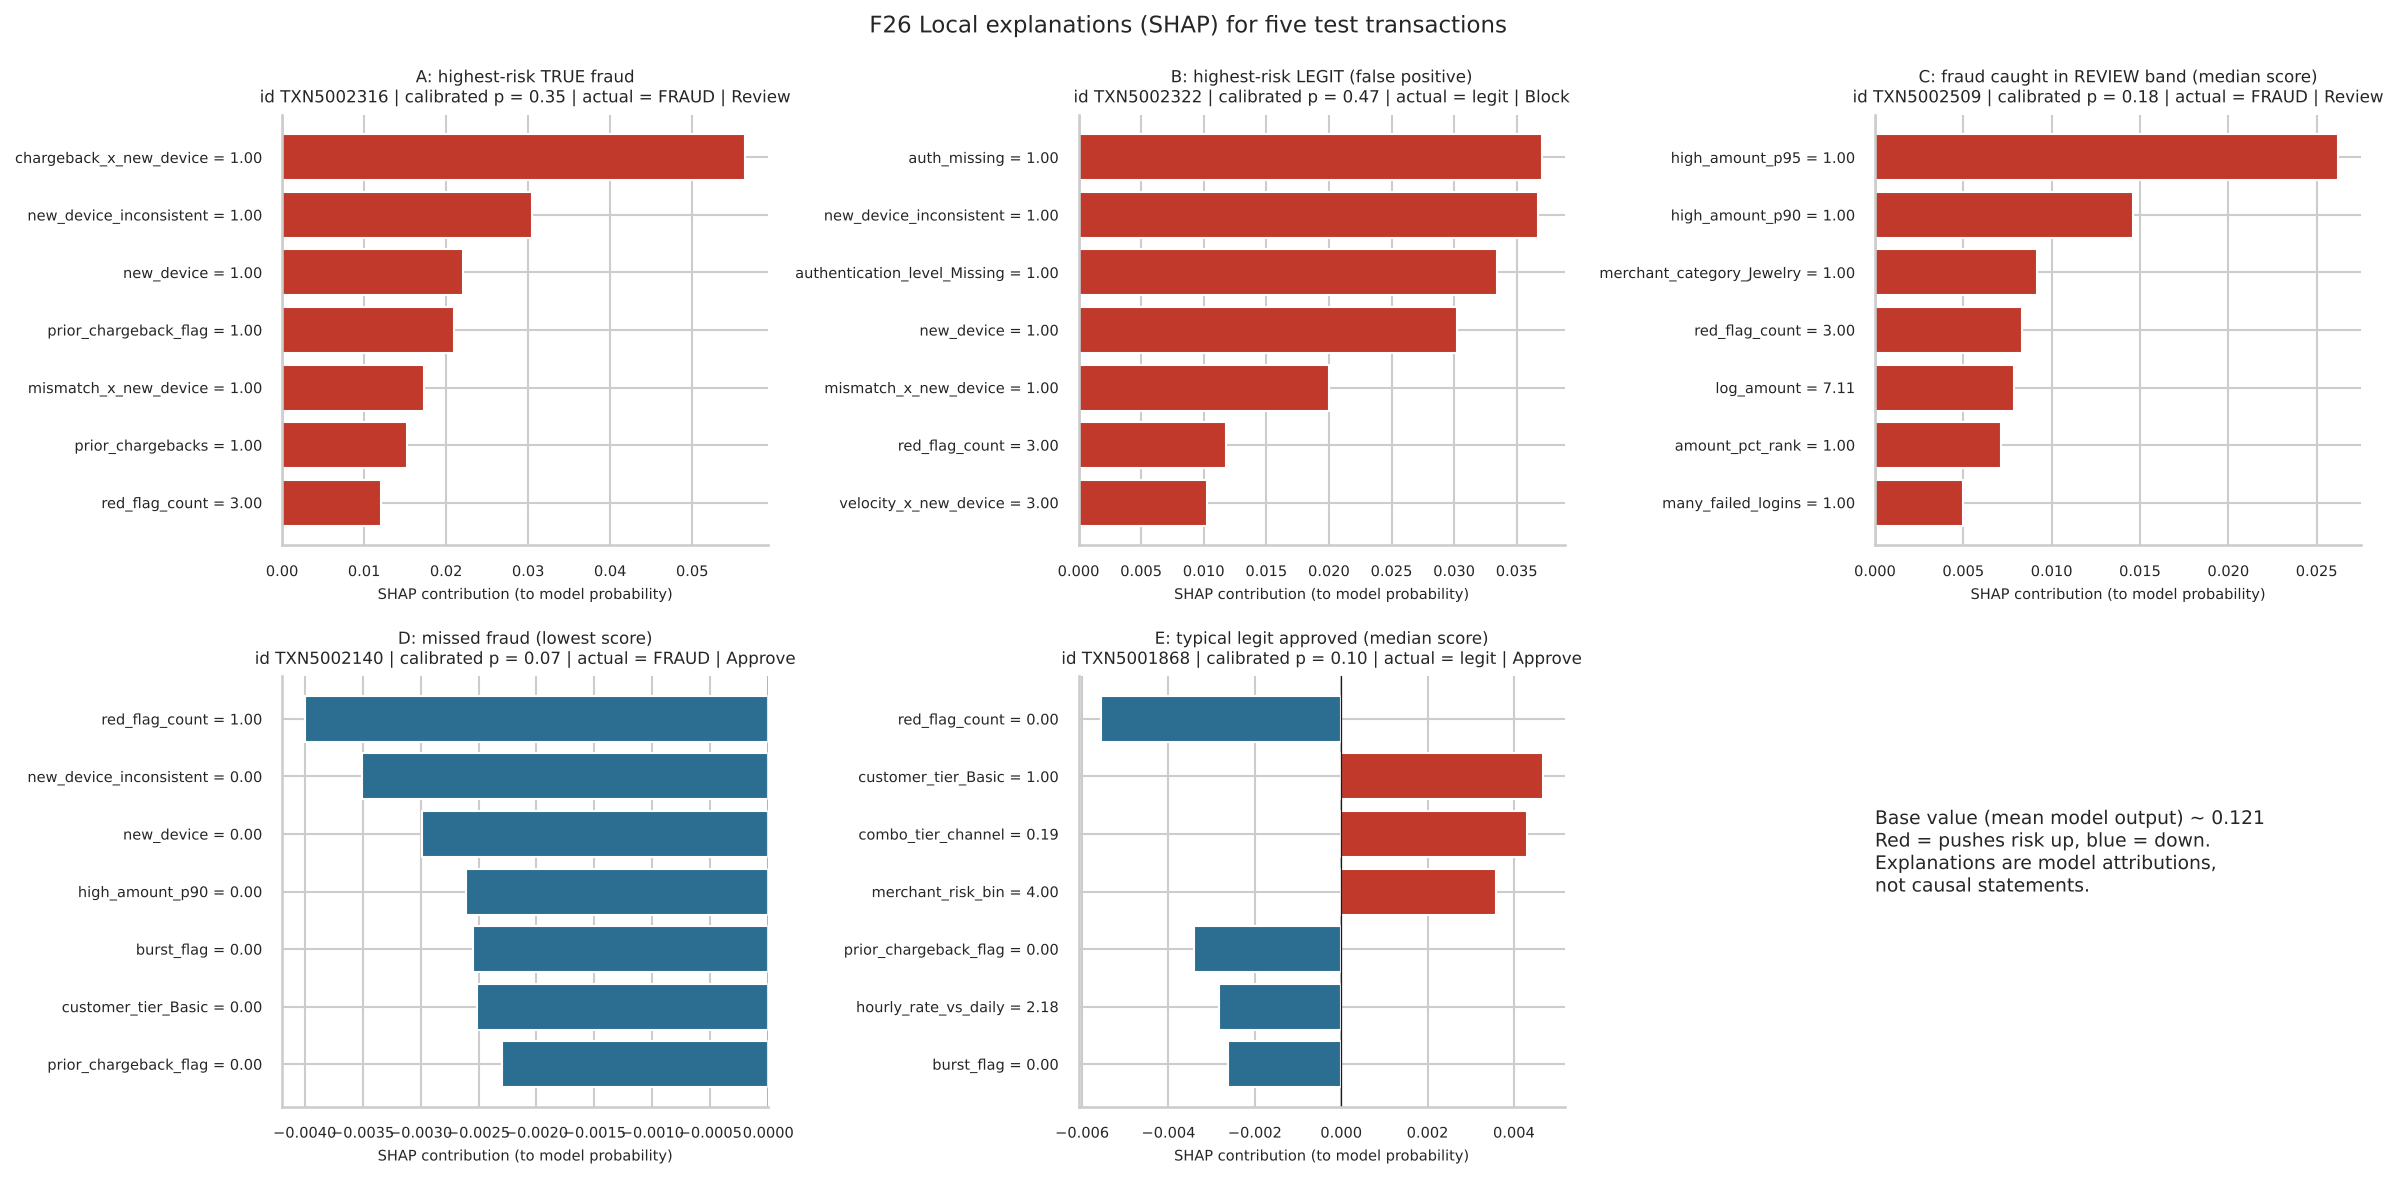 F26 Local explanations (SHAP) for five test transactions
A: highest-risk TRUE fraud
id TXN5002316 | calibrated p = 0.35 | actual = FRAUD | Review
chargeback_x_new_device = 1.00
new_device_inconsistent = 1.00
new_device = 1.00
prior_chargeback_flag = 1.00
mismatch_x_new_device = 1.00
prior_chargebacks = 1.00
red_flag_count = 3.00
0.00 0.01 0.02 0.03 0.04 0.05
SHAP contribution (to model probability)
B: highest-risk LEGIT (false positive)
id TXN5002322 | calibrated p = 0.47 | actual = legit | Block
auth_missing = 1.00
new_device_inconsistent = 1.00
authentication_level_Missing = 1.00
new_device = 1.00
mismatch_x_new_device = 1.00
red_flag_count = 3.00
velocity_x_new_device = 3.00
0.000 0.005 0.010 0.015 0.020 0.025 0.030 0.035
SHAP contribution (to model probability)
C: fraud caught in REVIEW band (median score)
id TXN5002509 | calibrated p = 0.18 | actual = FRAUD | Review
high_amount_p95 = 1.00
high_amount_p90 = 1.00
merchant_category_Jewelry = 1.00
red_flag_count = 3.00
log_amount = 7.11
amount_pct_rank = 1.00
many_failed_logins = 1.00
0.000 0.005 0.010 0.015 0.020 0.025
SHAP contribution (to model probability)
D: missed fraud (lowest score)
id TXN5002140 | calibrated p = 0.07 | actual = FRAUD | Approve
red_flag_count = 1.00
new_device_inconsistent = 0.00
new_device = 0.00
high_amount_p90 = 0.00
burst_flag = 0.00
customer_tier_Basic = 0.00
prior_chargeback_flag = 0.00
−0.0040 −0.0035 −0.0030 −0.0025 −0.0020 −0.0015 −0.0010 −0.0005 0.0000
SHAP contribution (to model probability)
E: typical legit approved (median score)
id TXN5001868 | calibrated p = 0.10 | actual = legit | Approve
red_flag_count = 0.00
customer_tier_Basic = 1.00
combo_tier_channel = 0.19
merchant_risk_bin = 4.00
prior_chargeback_flag = 0.00
hourly_rate_vs_daily = 2.18
burst_flag = 0.00
−0.006 −0.004 −0.002 0.000 0.002 0.004
SHAP contribution (to model probability)
Base value (mean model output) ~ 0.121
Red = pushes risk up, blue = down.
Explanations are model attributions,
not causal statements.